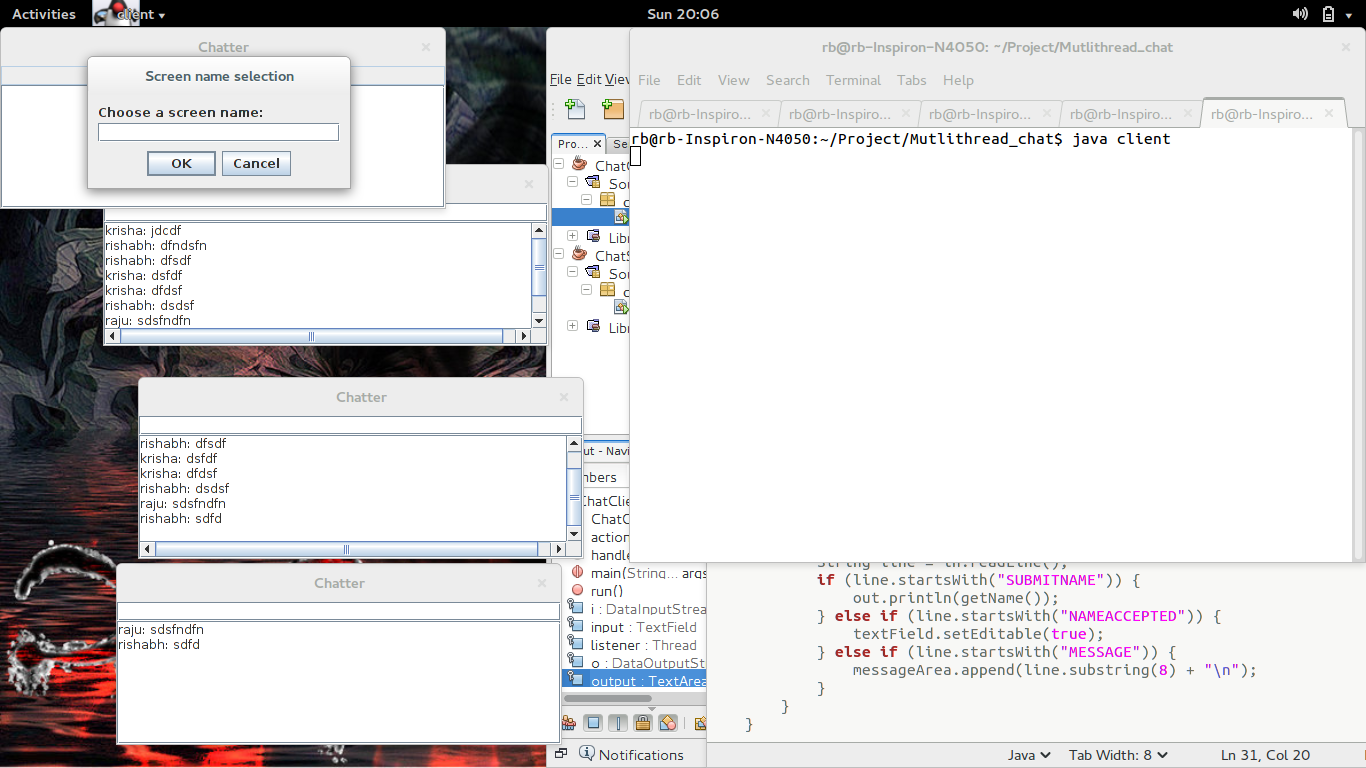 Activities
client
Sun 20:06
Chatter
Screen name selection
Choose a screen name:
OK
Cancel
krisha: jdcdf
rishabh: dfndsfn
rishabh: dfsdf
krisha: dsfdf
krisha: dfdsf
rishabh: dsdsf
raju: sdsfndfn
Chatter
rishabh: dfsdf
krisha: dsfdf
krisha: dfdsf
rishabh: dsdsf
raju: sdsfndfn
rishabh: sdfd
Chatter
raju: sdsfndfn
rishabh: sdfd
File Edit View
Pro...
Se
ChatC
Sou
c
Libr
ChatS
Sou
c
Libr
ut - Navi
nbers
ChatClie
ChatC
action
handle
main(String... args
run()
i : DataInputStrea
input : TextField
listener : Thread
o : DataOutputSt
output : TextArea
Notifications
rb@rb-Inspiron-N4050: ~/Project/Mutlithread_chat
File Edit View Search Terminal Tabs Help
rb@rb-Inspiro...
rb@rb-Inspiro...
rb@rb-Inspiro...
rb@rb-Inspiro...
rb@rb-Inspiro...
rb@rb-Inspiron-N4050:~/Project/Mutlithread_chat$ java client
String line = in.readLine();
if (line.startsWith("SUBMITNAME")) {
out.println(getName());
} else if (line.startsWith("NAMEACCEPTED")) {
textField.setEditable(true);
} else if (line.startsWith("MESSAGE")) {
messageArea.append(line.substring(8) + "\n");
}
}
}
Java
Tab Width: 8
Ln 31, Col 20